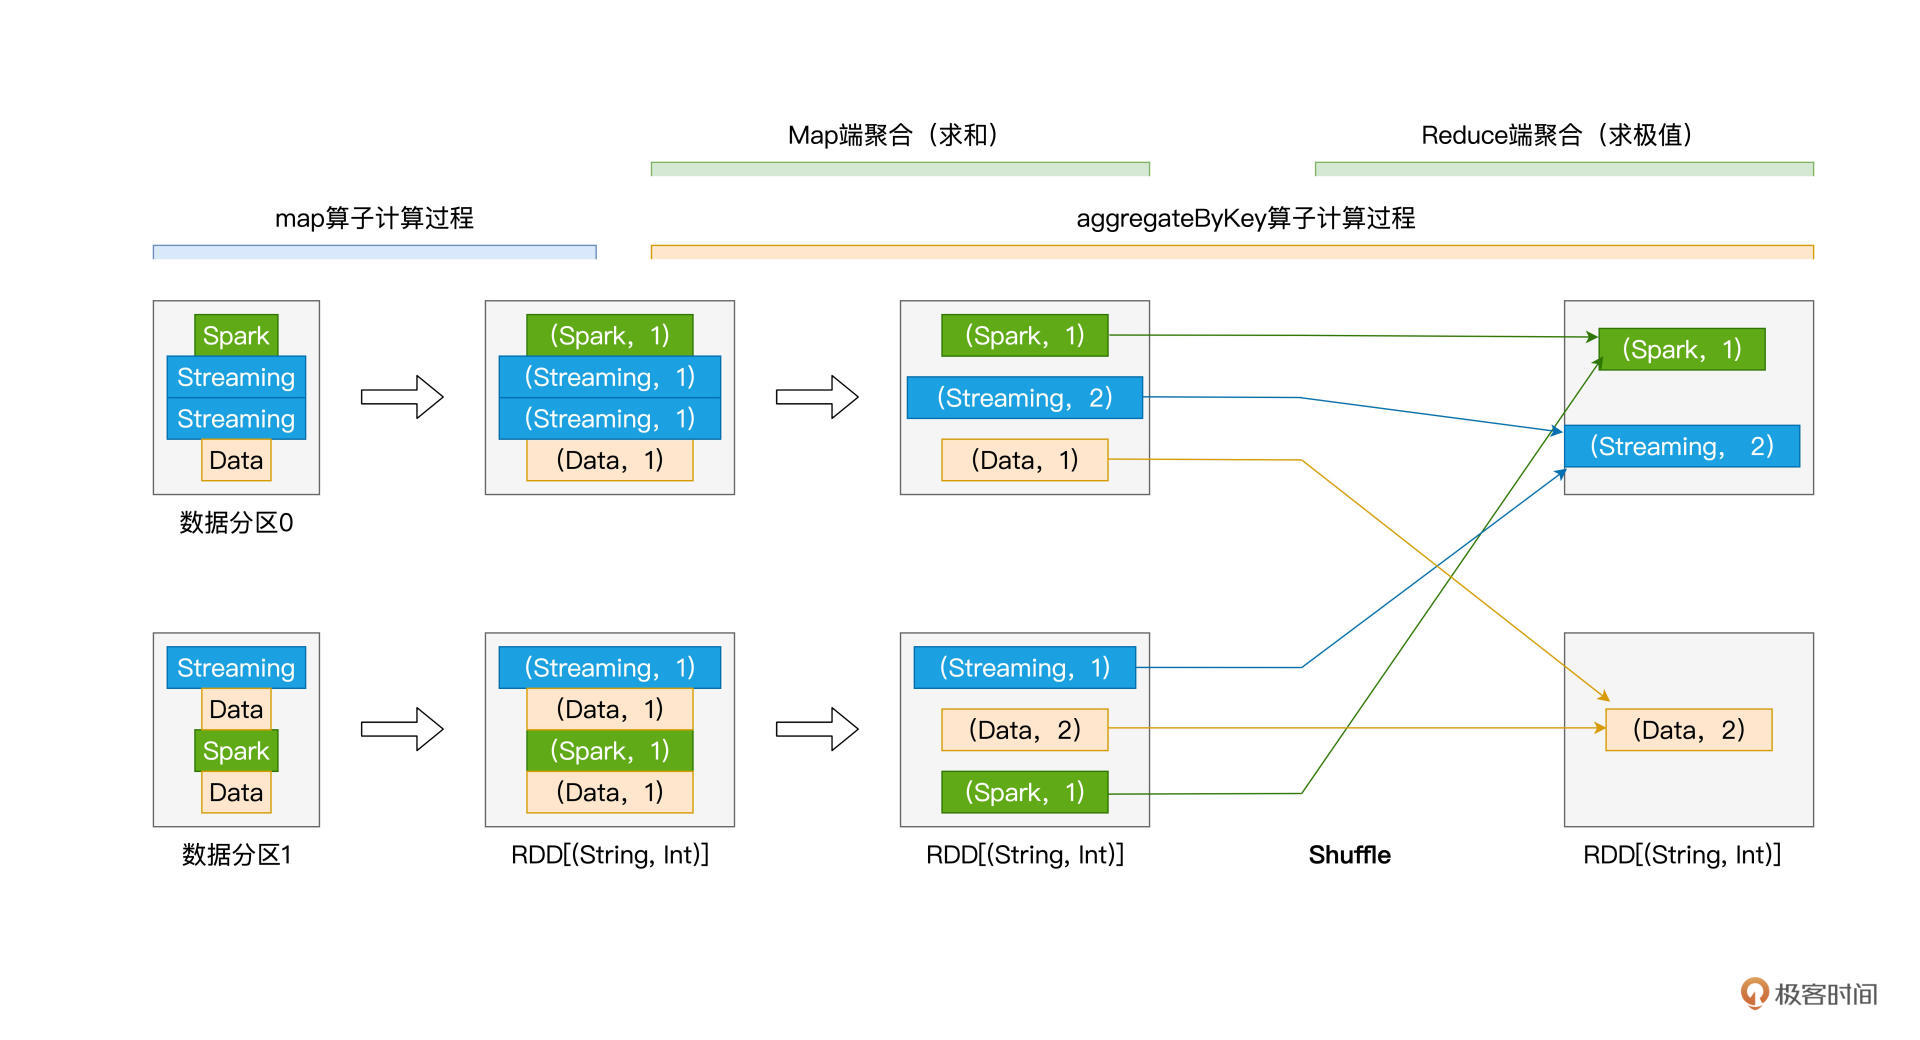 Map端聚合（求和）
Reduce端聚合（求极值）
map算子计算过程
aggregateByKey算子计算过程
Spark
Streaming
Streaming
Data
数据分区0
(Spark, 1)
(Streaming, 1)
(Streaming, 1)
(Data, 1)
(Spark, 1)
(Streaming, 2)
(Data, 1)
(Spark, 1)
(Streaming, 2)
Streaming
Data
Spark
Data
数据分区1
(Streaming, 1)
(Data, 1)
(Spark, 1)
(Data, 1)
RDD[(String, Int)]
(Streaming, 1)
(Data, 2)
(Spark, 1)
RDD[(String, Int)]
Shuffle
(Data, 2)
RDD[(String, Int)]
极客时间